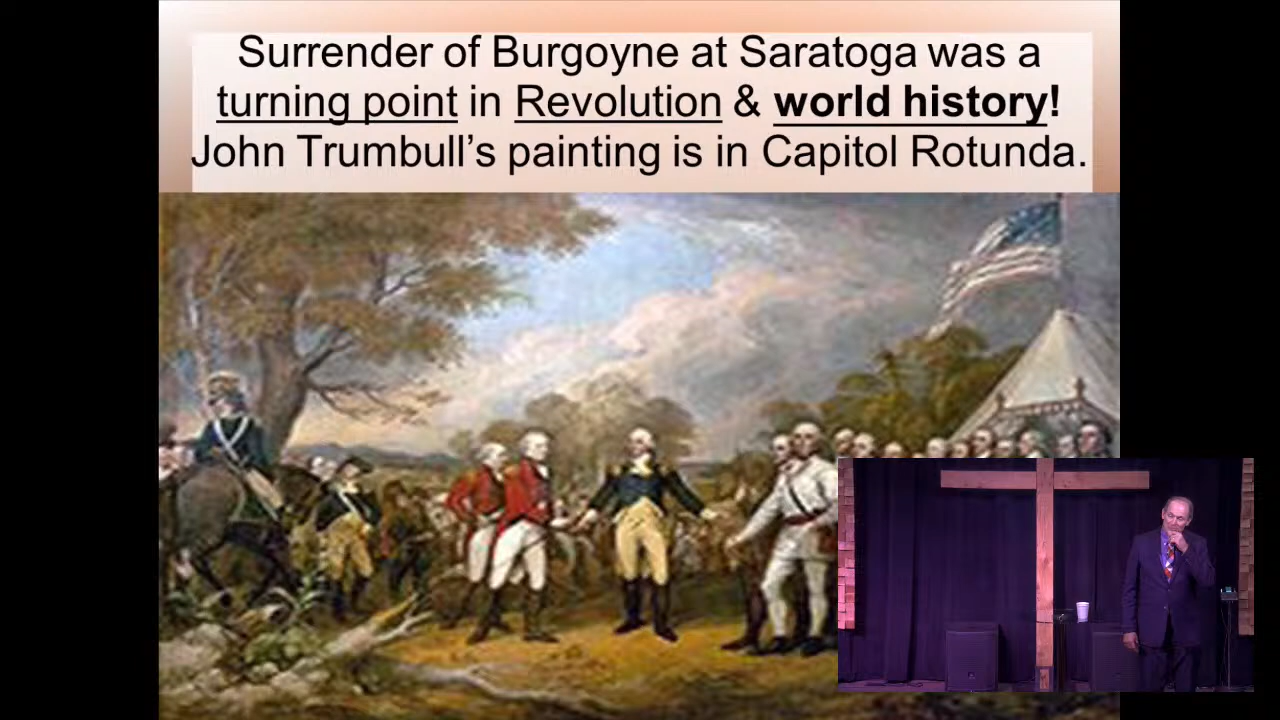 Surrender of Burgoyne at Saratoga was a
turning point in Revolution & world history!
John Trumbull’s painting is in Capitol Rotunda.